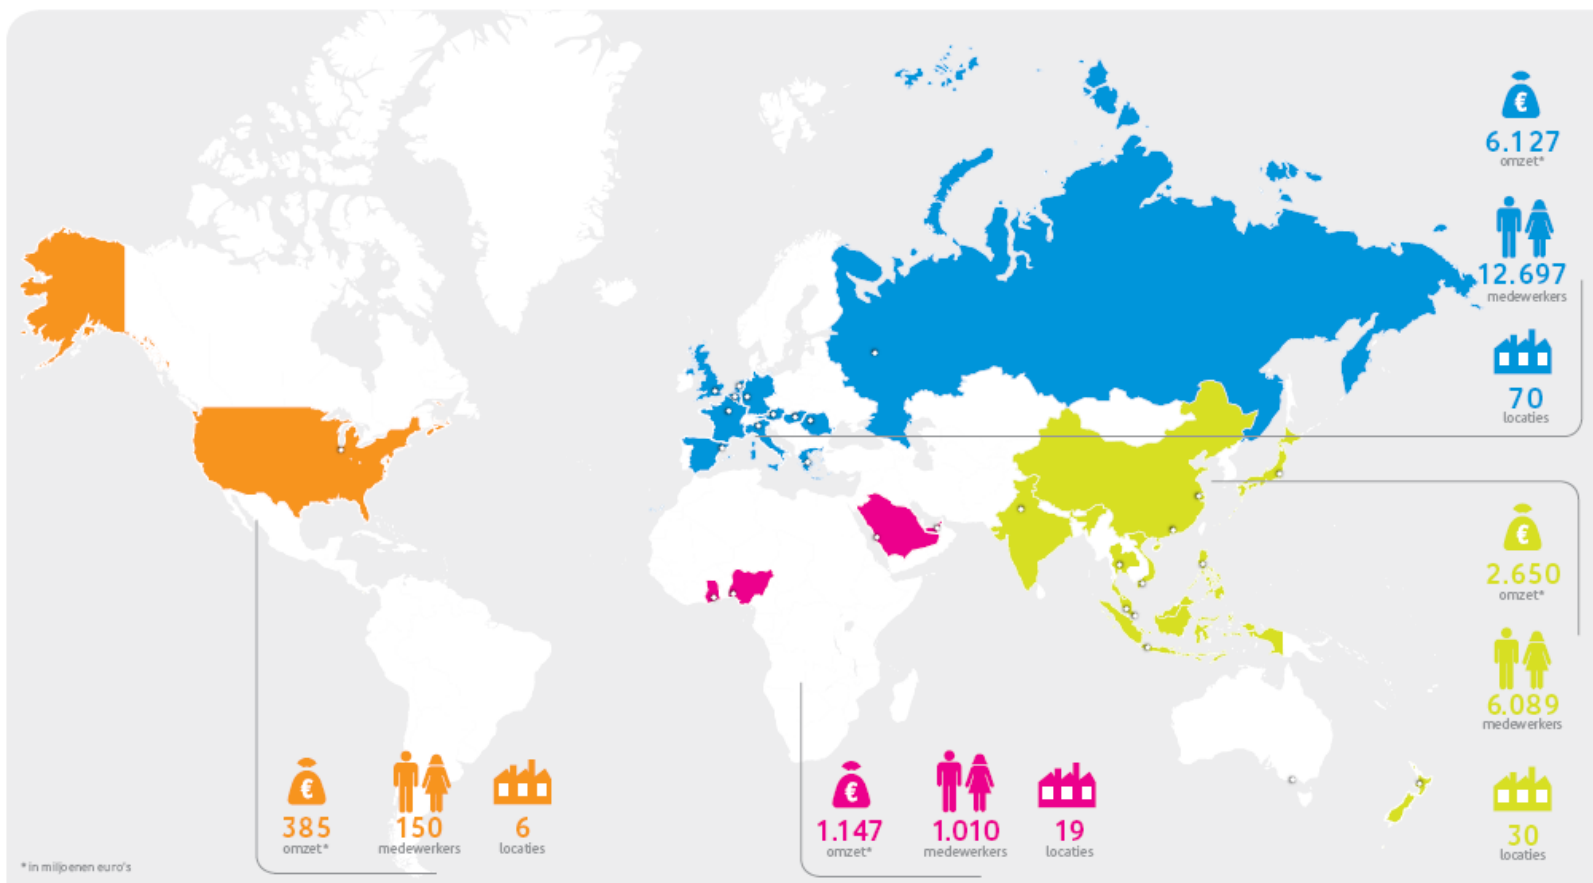 €
6.127
omzet*
12.697
medewerkers
70
locaties
€
2.650
omzet*
6.089
medewerkers
30
locaties
€
385
omzet*
150
medewerkers
6
locaties
€
1.147
omzet*
1.010
medewerkers
19
locaties
* in miljoenen euro's